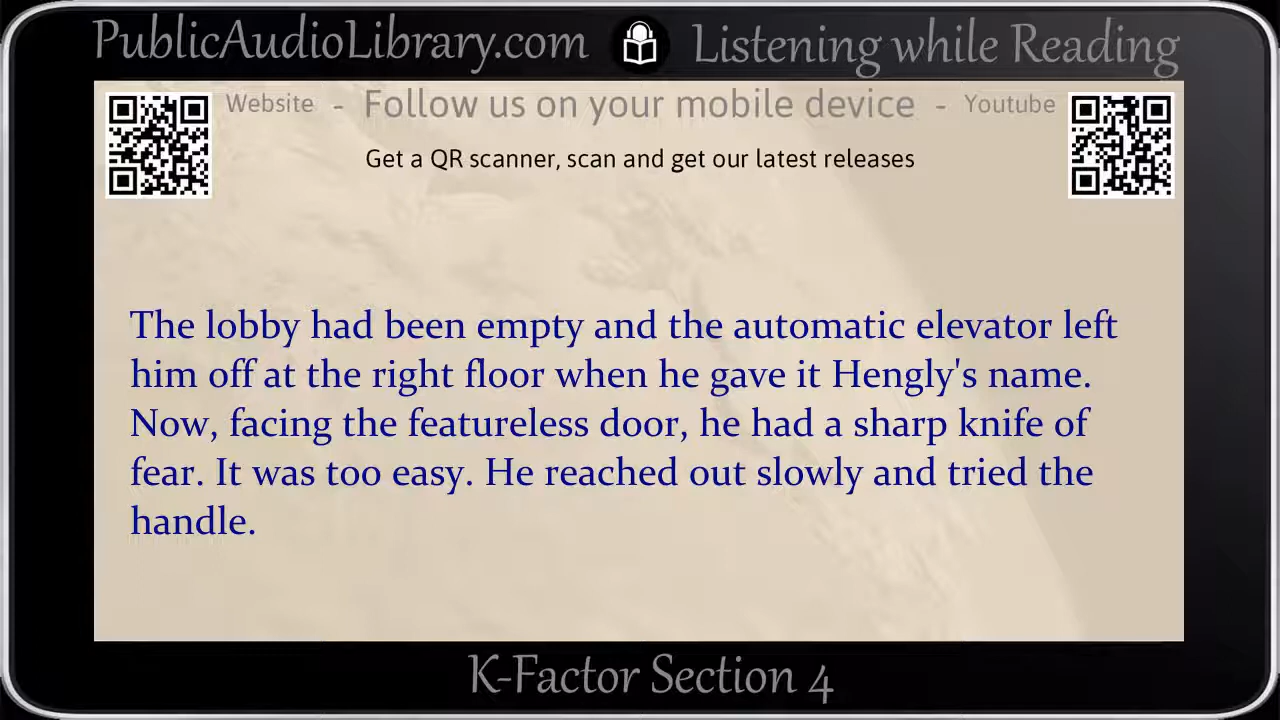 PublicAudioLibrary.com Listening while Reading
Website - Follow us on your mobile device - Youtube
Get a QR scanner, scan and get our latest releases
The lobby had been empty and the automatic elevator left
him off at the right floor when he gave it Hengly's name.
Now, facing the featureless door, he had a sharp knife of
fear. It was too easy. He reached out slowly and tried the
handle.
K-Factor Section 4